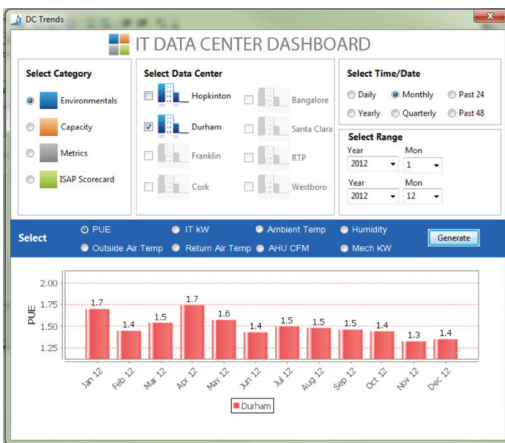 DC Trends
IT DATA CENTER DASHBOARD
Select Category
Environmentals
Capacity
Metrics
ISAP Scorecard
Select Data Center
Hopkinton
Bangalore
Durham
Santa Clara
Franklin
RTP
Cork
Westboro
Select Time/Date
Daily Monthly Past 24
Yearly Quarterly Past 48
Select Range
Year Mon
2012 1
Year Mon
2012 12
Select
PUE IT kW Ambient Temp Humidity
Outside Air Temp Return Air Temp AHU CFM Mech KW
Generate
PUE
2.00
1.75
1.50
1.25
1.7 1.4 1.5 1.7 1.6 1.4 1.5 1.5 1.5 1.4 1.3 1.4
Jan 12 Feb 12 Mar 12 Apr 12 May 12 Jun 12 Jul 12 Aug 12 Sep 12 Oct 12 Nov 12 Dec 12
Durham